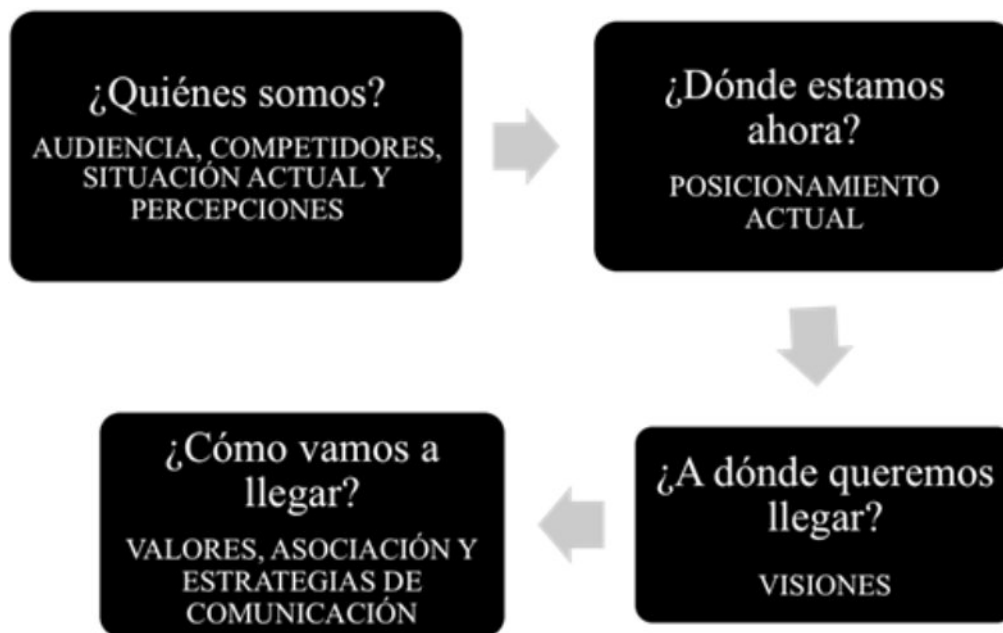 ¿Quiénes somos?
AUDIENCIA, COMPETIDORES,
SITUACIÓN ACTUAL Y
PERCEPCIONES
¿Dónde estamos
ahora?
POSICIONAMIENTO
ACTUAL
¿A dónde queremos
llegar?
VISIONES
¿Cómo vamos a
llegar?
VALORES, ASOCIACIÓN Y
ESTRATEGIAS DE
COMUNICACIÓN